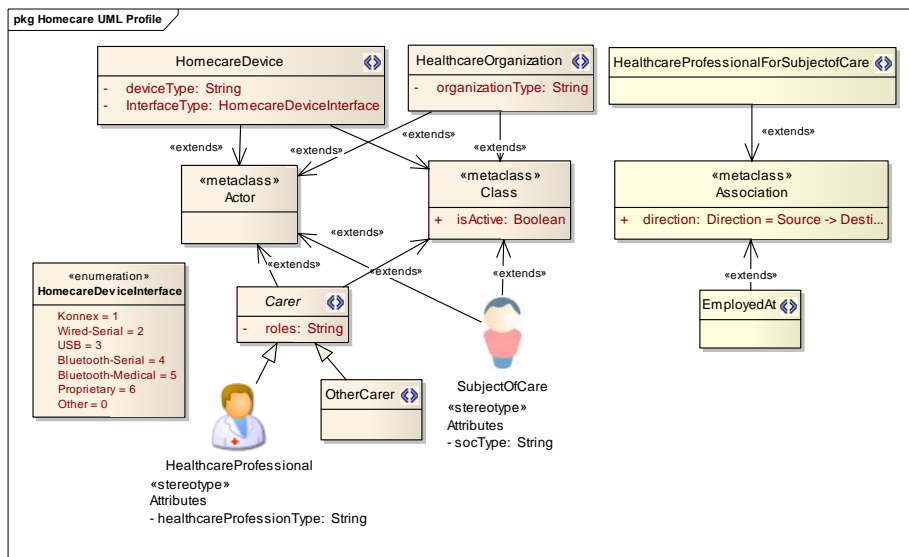 pkg Homecare UML Profile
HomecareDevice
- deviceType: String
- InterfaceType: HomecareDeviceInterface
HealthcareOrganization
- organizationType: String
HealthcareProfessionalForSubjectofCare
«extends»
«extends»
«extends»
«extends»
«extends»
«metaclass»
Actor
«metaclass»
Class
+ isActive: Boolean
«metaclass»
Association
+ direction: Direction = Source -> Desti...
«extends»
«extends»
«extends»
«extends»
«extends»
«enumeration»
HomecareDeviceInterface
Konnex = 1
Wired-Serial = 2
USB = 3
Bluetooth-Serial = 4
Bluetooth-Medical = 5
Proprietary = 6
Other = 0
Carer
- roles: String
EmployedAt
OtherCarer
SubjectOfCare
«stereotype»
Attributes
- socType: String
HealthcareProfessional
«stereotype»
Attributes
- healthcareProfessionType: String